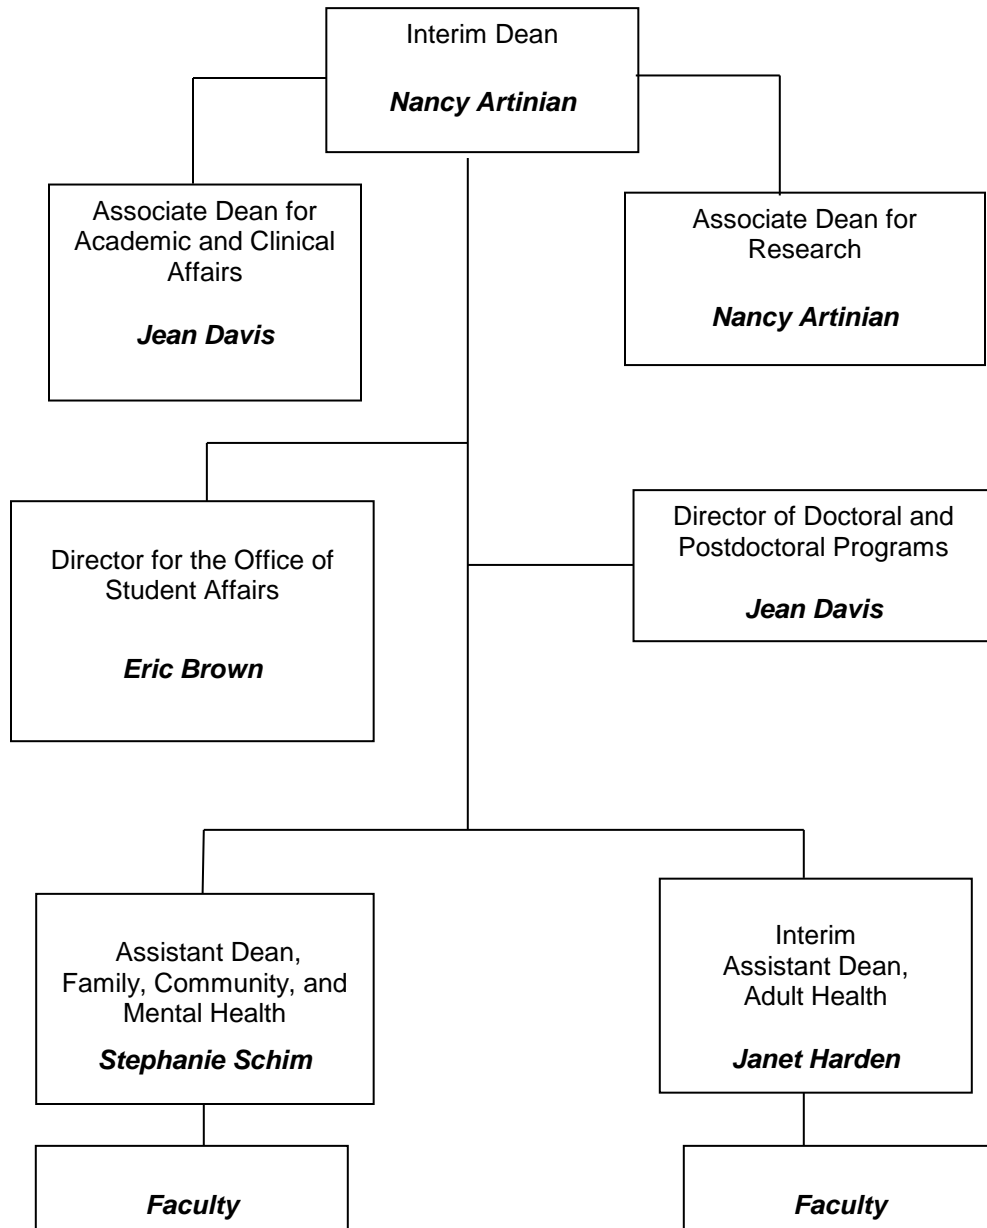 Interim Dean
Nancy Artinian
Associate Dean for
Academic and Clinical
Affairs
Jean Davis
Associate Dean for
Research
Nancy Artinian
Director for the Office of
Student Affairs
Eric Brown
Director of Doctoral and
Postdoctoral Programs
Jean Davis
Assistant Dean,
Family, Community, and
Mental Health
Stephanie Schim
Interim
Assistant Dean,
Adult Health
Janet Harden
Faculty
Faculty